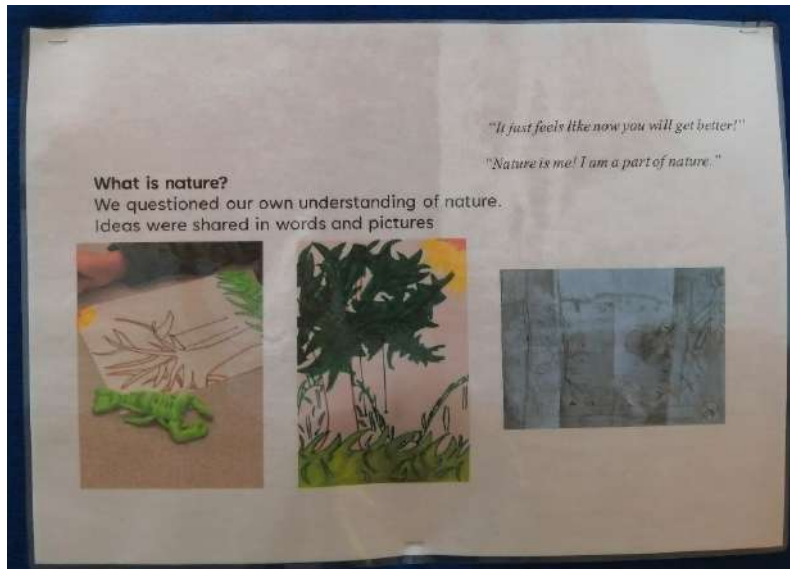 "It just feels like now you will get better!"
"Nature is me! I am a part of nature."
What is nature?
We questioned our own understanding of nature.
Ideas were shared in words and pictures